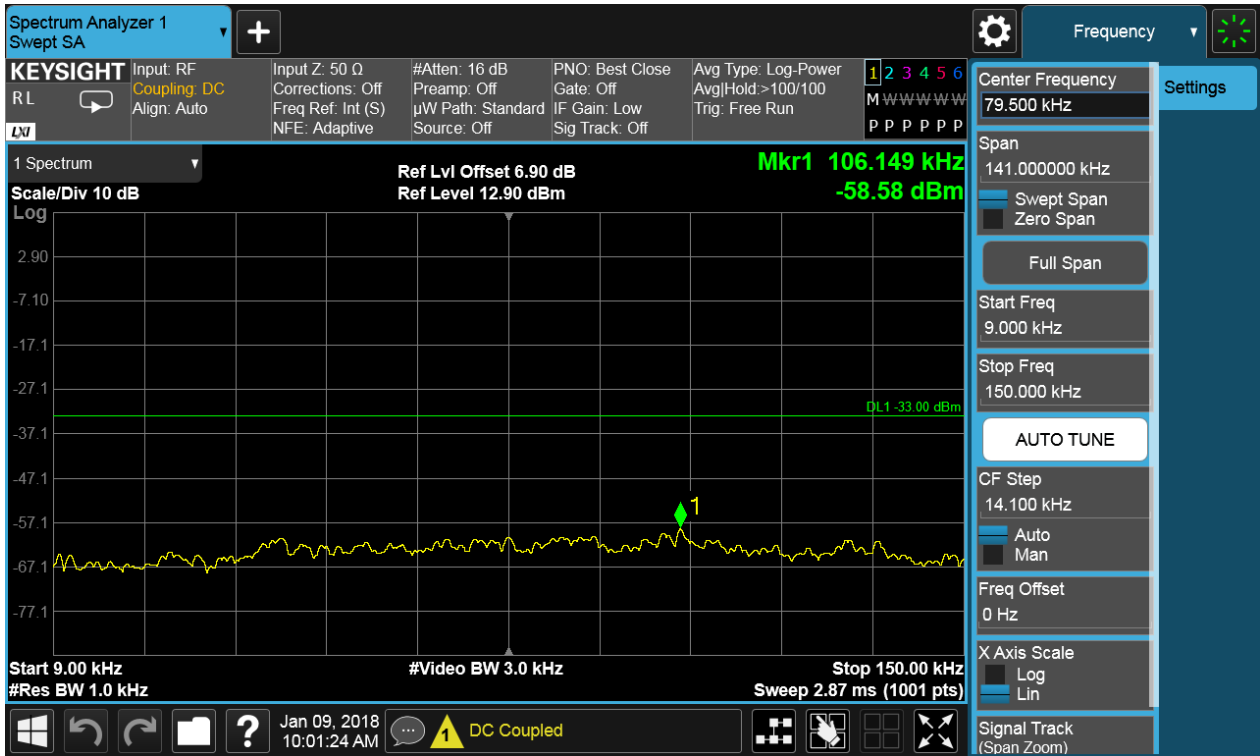 Spectrum Analyzer 1
Swept SA
+
Frequency
KEYSIGHT
RL
LXI
Input: RF
Coupling: DC
Align: Auto
Input Z: 50 Ω
Corrections: Off
Freq Ref: Int (S)
NFE: Adaptive
#Atten: 16 dB
Preamp: Off
µW Path: Standard
Source: Off
PNO: Best Close
Gate: Off
IF Gain: Low
Sig Track: Off
Avg Type: Log-Power
Avg|Hold:>100/100
Trig: Free Run
1 2 3 4 5 6
M W W W W W
P P P P P P
1 Spectrum
Scale/Div 10 dB
Ref Lvl Offset 6.90 dB
Ref Level 12.90 dBm
Mkr1 106.149 kHz
-58.58 dBm
Log
2.90
-7.10
-17.1
-27.1
DL1 -33.00 dBm
-37.1
-47.1
1
-57.1
-67.1
-77.1
Start 9.00 kHz
#Video BW 3.0 kHz
Stop 150.00 kHz
#Res BW 1.0 kHz
Sweep 2.87 ms (1001 pts)
Center Frequency
79.500 kHz
Span
141.000000 kHz
Swept Span
Zero Span
Full Span
Start Freq
9.000 kHz
Stop Freq
150.000 kHz
AUTO TUNE
CF Step
14.100 kHz
Auto
Man
Freq Offset
0 Hz
X Axis Scale
Log
Lin
Signal Track
(Span Zoom)
Settings
?
Jan 09, 2018
10:01:24 AM
1
DC Coupled